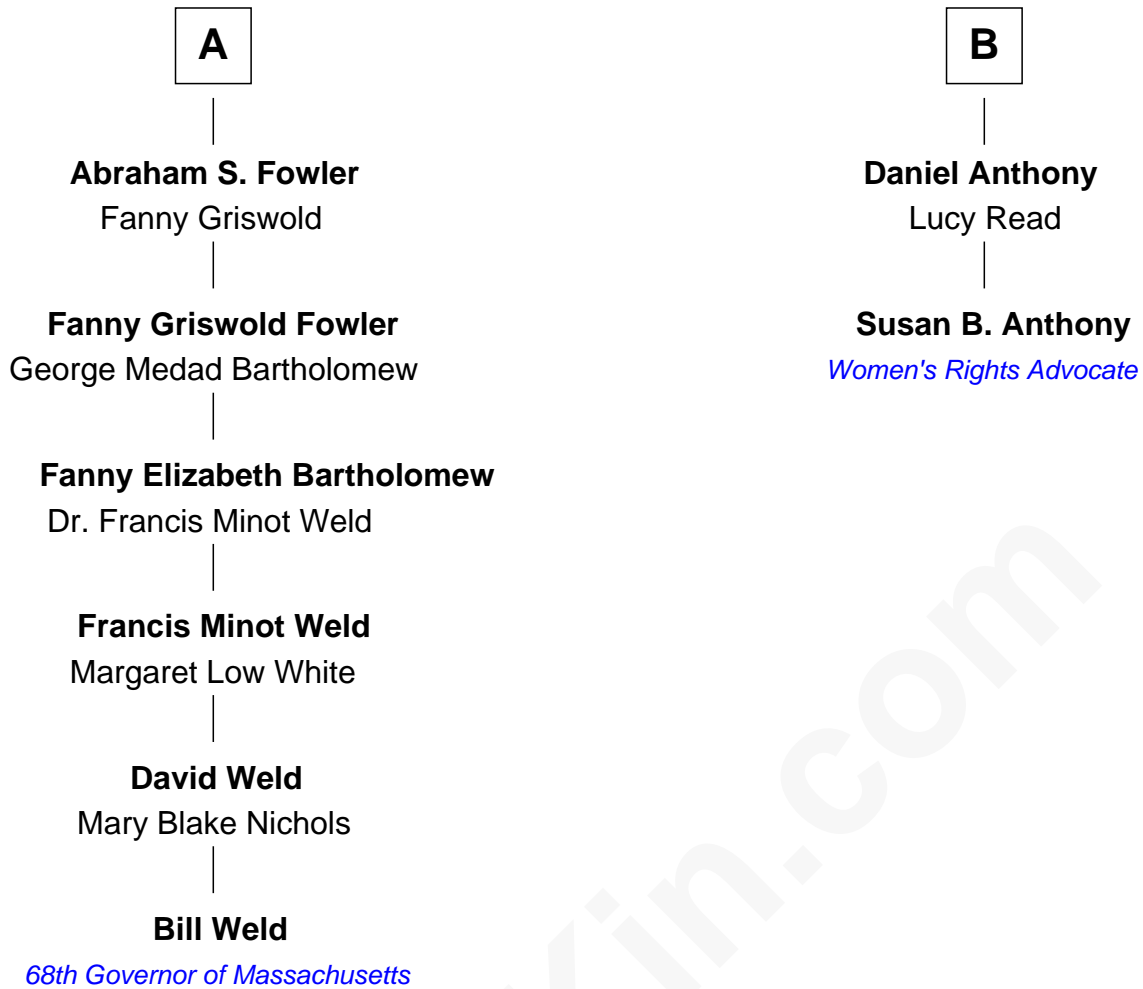 A
Abraham S. Fowler
Fanny Griswold
Fanny Griswold Fowler
George Medad Bartholomew
Fanny Elizabeth Bartholomew
Dr. Francis Minot Weld
Francis Minot Weld
Margaret Low White
David Weld
Mary Blake Nichols
Bill Weld
68th Governor of Massachusetts
B
Daniel Anthony
Lucy Read
Susan B. Anthony
Women's Rights Advocate
Kin.com